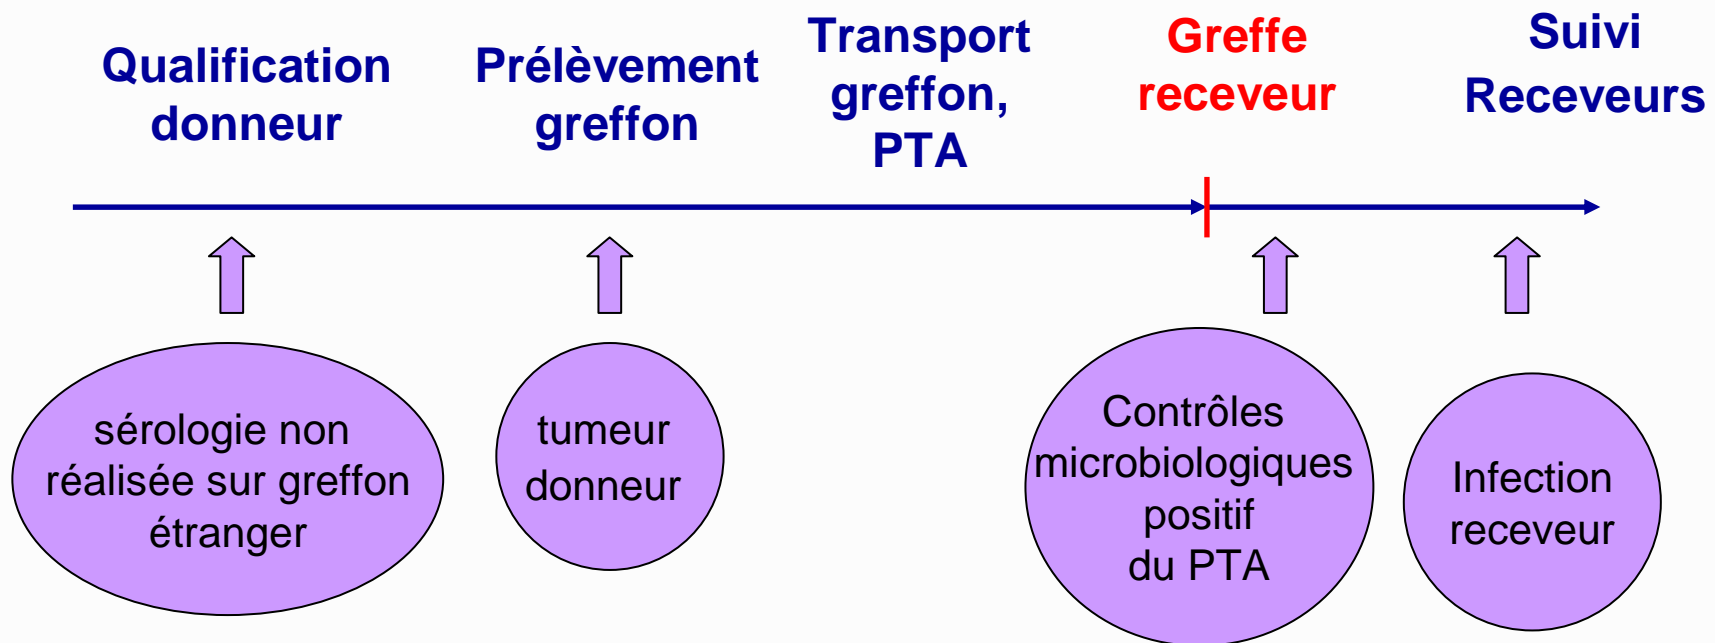 Qualification
donneur
Prélèvement
greffon
Transport
greffon,
PTA
Greffe
receveur
Suivi
Receveurs
sérologie non
réalisée sur greffon
étranger
tumeur
donneur
Contrôles
microbiologiques
positif
du PTA
Infection
receveur